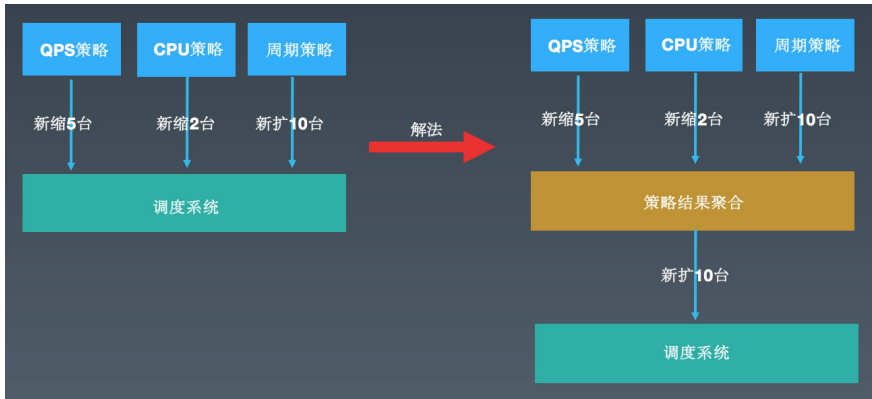 QPS策略
CPU策略
周期策略
新缩5台
新缩2台
新扩10台
调度系统
解法
QPS策略
CPU策略
周期策略
新缩5台
新缩2台
新扩10台
策略结果聚合
新扩10台
调度系统